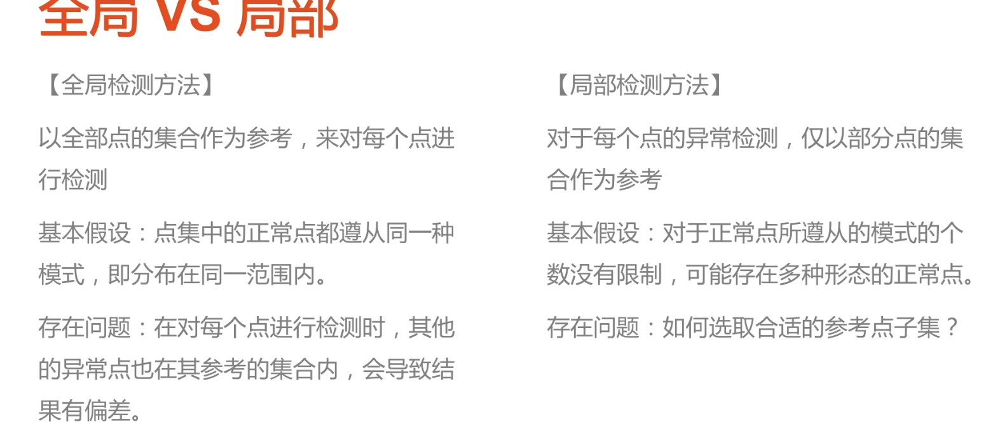 全局 VS 局部
【全局检测方法】
以全部点的集合作为参考，来对每个点进
行检测
基本假设：点集中的正常点都遵从同一种
模式，即分布在同一范围内。
存在问题：在对每个点进行检测时，其他
的异常点也在其参考的集合内，会导致结
果有偏差。
【局部检测方法】
对于每个点的异常检测，仅以部分点的集
合作为参考
基本假设：对于正常点所遵从的模式的个
数没有限制，可能存在多种形态的正常点。
存在问题：如何选取合适的参考点子集？